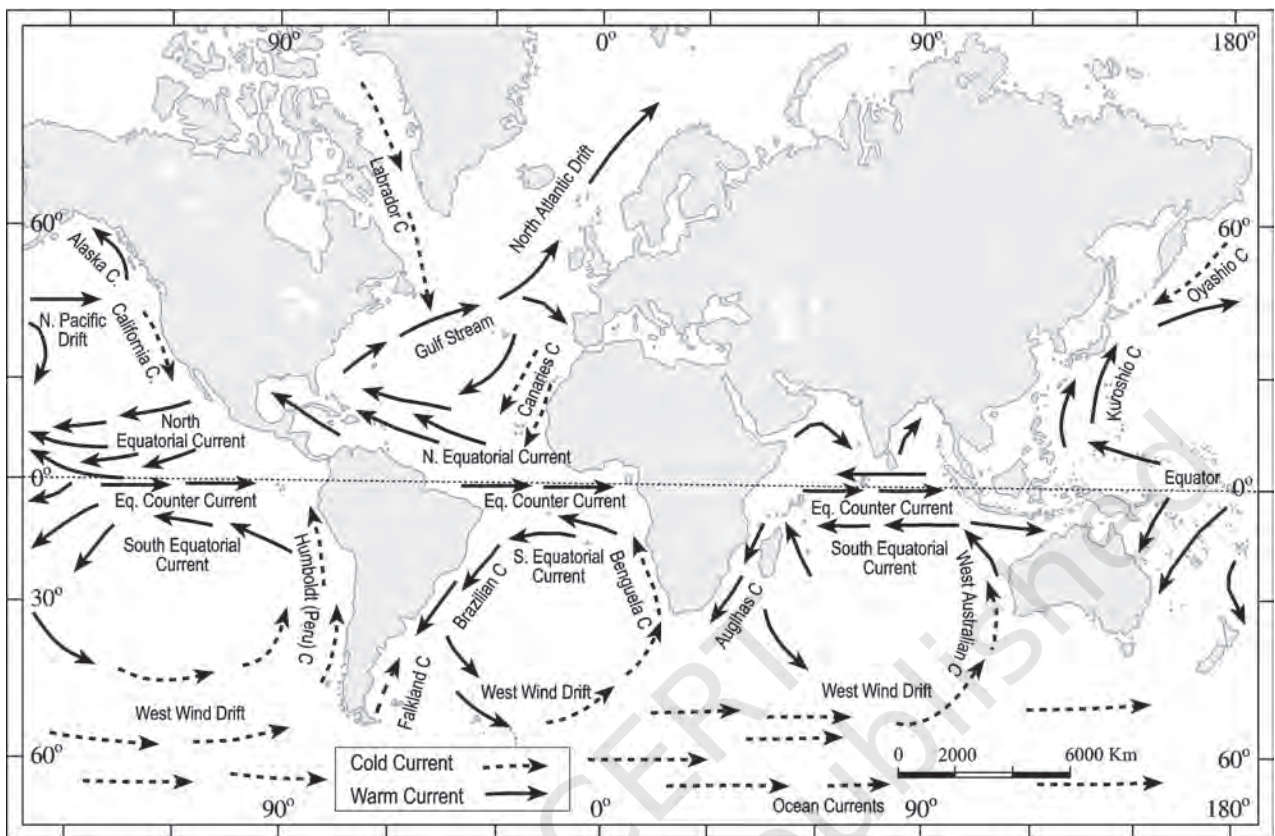 90°
0°
90°
180°
Labrador C
North Atlantic Drift
60°
60°
Alaska C.
Oyashio C
N. Pacific
Drift
California C.
Gulf Stream
Canaries C
Kuroshio C
North
Equatorial Current
N. Equatorial Current
0°
Equator
0°
Eq. Counter Current
Eq. Counter Current
Eq. Counter Current
South Equatorial
Current
Humboldt (Peru) C
S. Equatorial
Current
Brazilian C
Benguela C
South Equatorial
Current
West Australian C
Auglhas C
30°
30°
Falkland C
West Wind Drift
West Wind Drift
West Wind Drift
60°
60°
Cold Current
Warm Current
0 2000 6000 Km
Ocean Currents
90°
0°
90°
180°